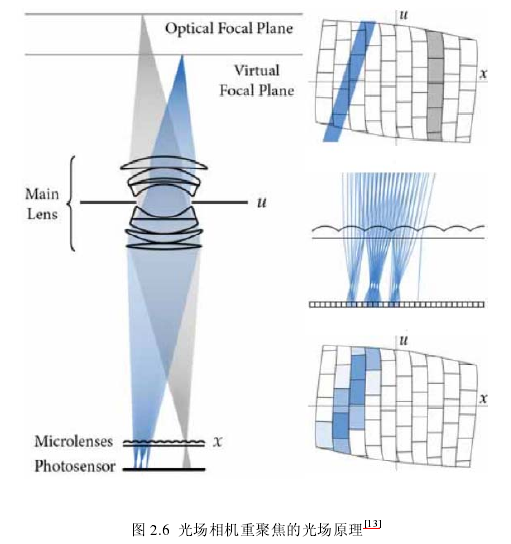 Optical Focal Plane
Virtual
Focal Plane
Main
Lens
u
Microlenses
x
Photosensor
u
x
u
x
图 2.6 光场相机重聚焦的光场原理[13]